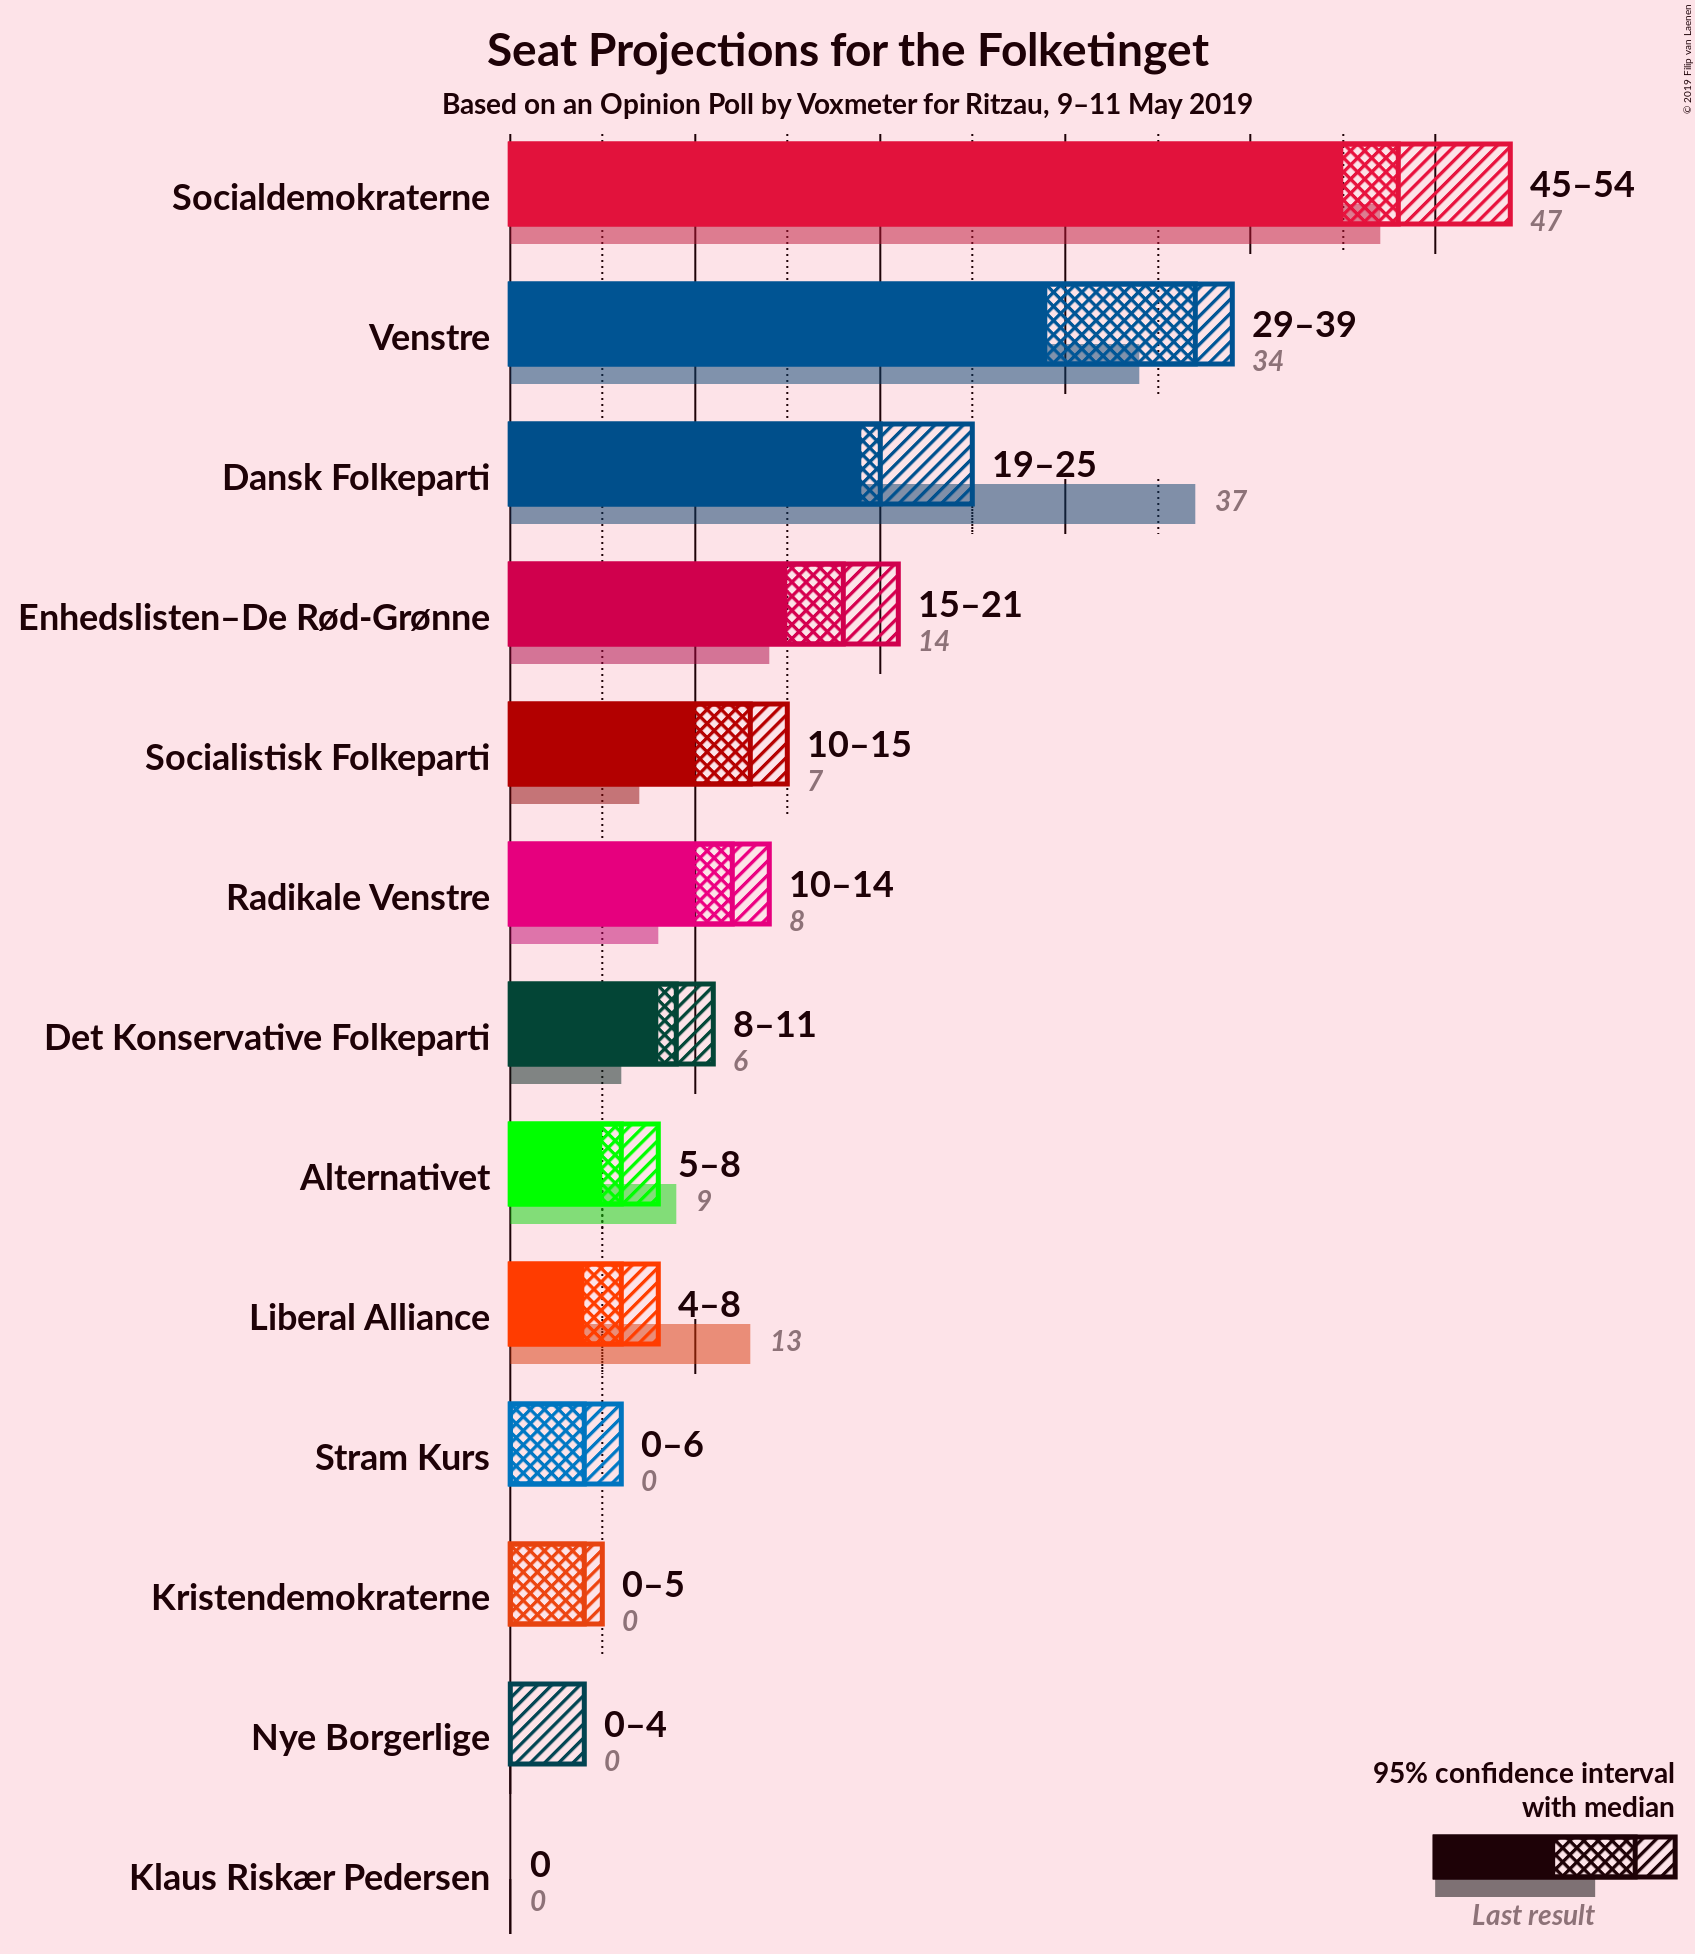 Seat Projections for the Folketinget
Based on an Opinion Poll by Voxmeter for Ritzau, 9–11 May 2019
© 2019 Filip van Laenen
Socialdemokraterne
45–54
47
Venstre
29–39
34
Dansk Folkeparti
19–25
37
Enhedslisten–De Rød-Grønne
15–21
14
Socialistisk Folkeparti
10–15
7
Radikale Venstre
10–14
8
Det Konservative Folkeparti
8–11
6
Alternativet
5–8
9
Liberal Alliance
4–8
13
Stram Kurs
0–6
0
Kristendemokraterne
0–5
0
Nye Borgerlige
0–4
0
Klaus Riskær Pedersen
0
0
95% confidence interval
with median
Last result